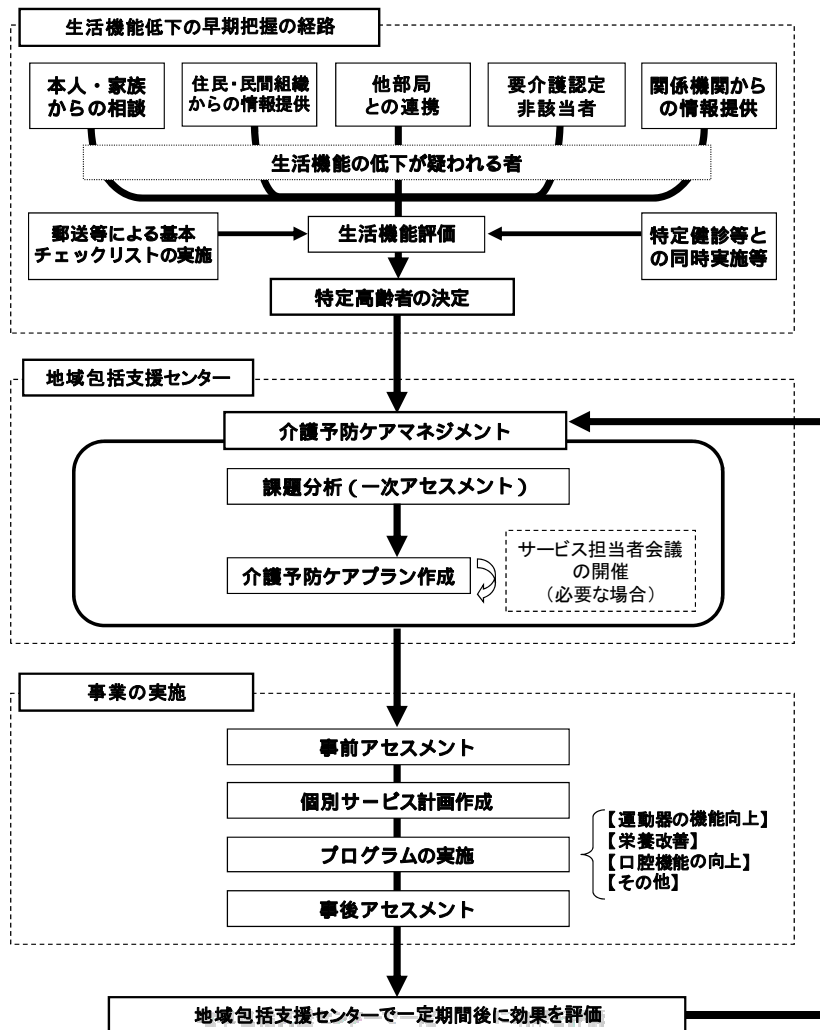 生活機能低下の早期把握の経路
本人・家族
からの相談
住民・民間組織
からの情報提供
他部局
との連携
要介護認定
非該当者
関係機関から
の情報提供
生活機能の低下が疑われる者
郵送等による基本
チェックリストの実施
生活機能評価
特定健診等と
の同時実施等
特定高齢者の決定
地域包括支援センター
介護予防ケアマネジメント
課題分析(一次アセスメント)
介護予防ケアプラン作成
サービス担当者会議
の開催
(必要な場合)
事業の実施
事前アセスメント
個別サービス計画作成
プログラムの実施
【運動器の機能向上】
【栄養改善】
【口腔機能の向上】
【その他】
事後アセスメント
地域包括支援センターで一定期間後に効果を評価